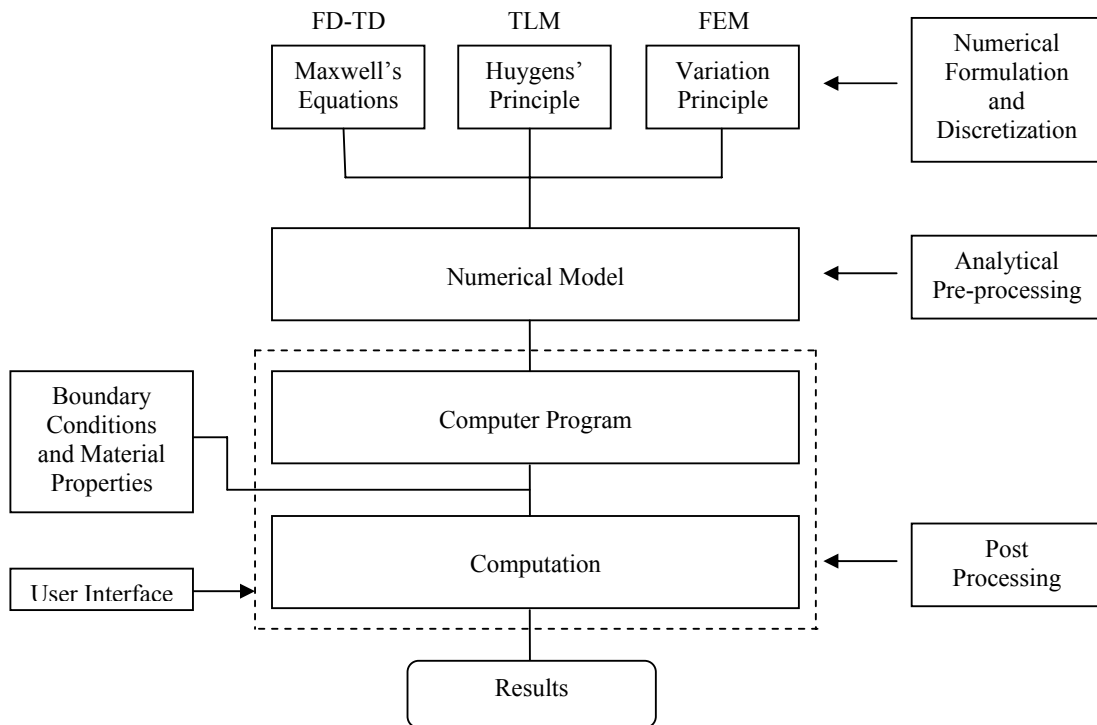 FD-TD
TLM
FEM
Maxwell's
Equations
Huygens'
Principle
Variation
Principle
Numerical
Formulation
and
Discretization
Numerical Model
Analytical
Pre-processing
Boundary
Conditions
and Material
Properties
Computer Program
Computation
Post
Processing
User Interface
Results